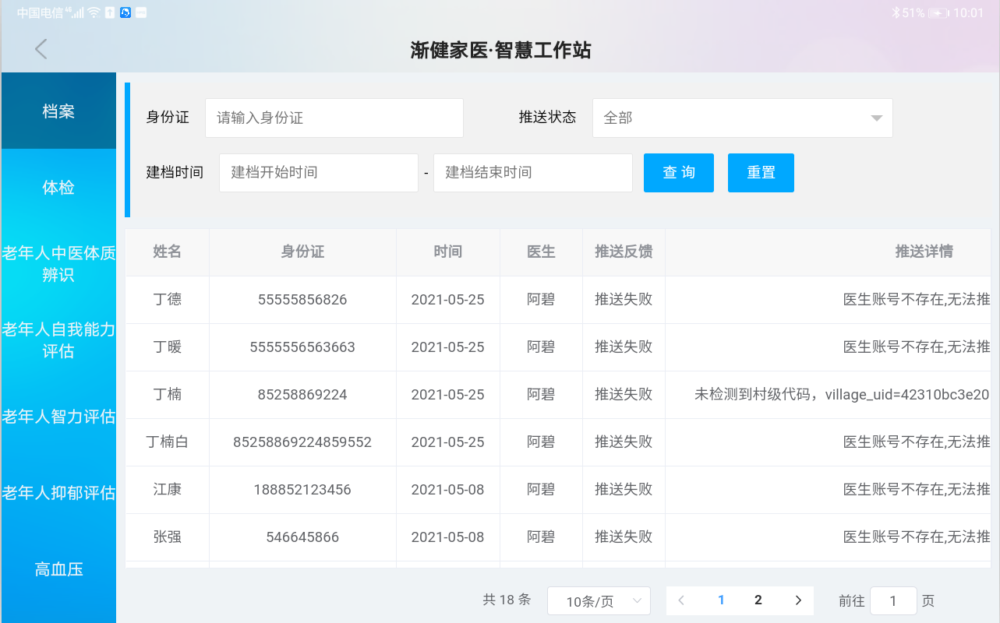 中国电信 4G 51% 10:01
渐健家医·智慧工作站
档案
体检
老年人中医体质
辨识
老年人自我能力
评估
老年人智力评估
老年人抑郁评估
高血压
身份证 请输入身份证 推送状态 全部
建档时间 建档开始时间 - 建档结束时间 查 询 重置
姓名 身份证 时间 医生 推送反馈 推送详情
丁德 55555856826 2021-05-25 阿碧 推送失败 医生账号不存在,无法推
丁暖 5555556563663 2021-05-25 阿碧 推送失败 医生账号不存在,无法推
丁楠 85258869224 2021-05-25 阿碧 推送失败 未检测到村级代码，village_uid=42310bc3e20
丁楠白 85258869224859552 2021-05-25 阿碧 推送失败 医生账号不存在,无法推
江康 188852123456 2021-05-08 阿碧 推送失败 医生账号不存在,无法推
张强 546645866 2021-05-08 阿碧 推送失败 医生账号不存在,无法推
共 18 条 10条/页 1 2 前往 1 页